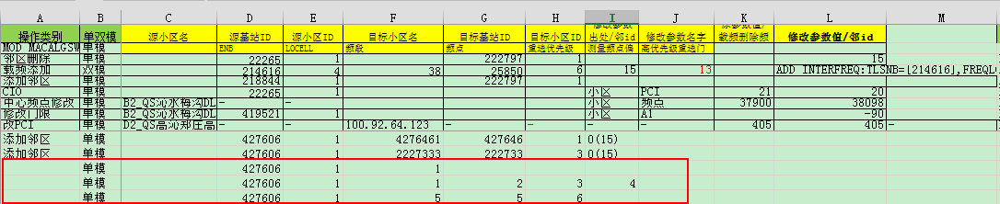 A B C D E F G H I J K L M
操作类别 单双模 源小区名 源基站ID 源小区ID 目标小区名 目标基站ID 目标小区ID 修改参数 出处/邻id 修改参数名字 原参数值/ 修改参数值/邻id
MOD MACALGSW 单模 ENB LOCELL 频段 频点 重选优先级 测量频点偏 高优先级重选门 载频删除频
邻区删除 单模 22265 1 222797 1 15
载频添加 双模 214616 4 38 25850 6 15 13 ADD INTERFREQ:TLSNB=[214616],FREQL
添加邻区 单模 218844 1 222797 1
CIO 单模 22265 1 小区 PCI 21 20
中心频点修改 单模 B2_QS沁水梅沟DL - - - - - 小区 频点 37900 38098
修改门限 单模 B2_QS沁水梅沟DL 419521 1 小区 A1 -90
改PCI 单模 D2_QS高沁郑庄高 - - 100.92.64.123 - - - - 405 405 -
添加邻区 单模 427606 1 4276461 427646 1 0(15)
添加邻区 单模 427606 1 2227333 222733 3 0(15)
单模 427606 1 1
单模 427606 1 1 2 3 4
单模 427606 1 5 5 6